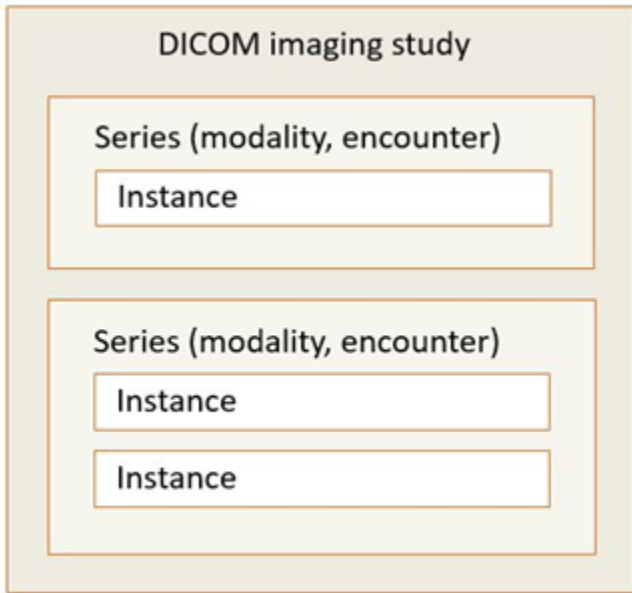 DICOM imaging study
Series (modality, encounter)
Instance
Series (modality, encounter)
Instance
Instance